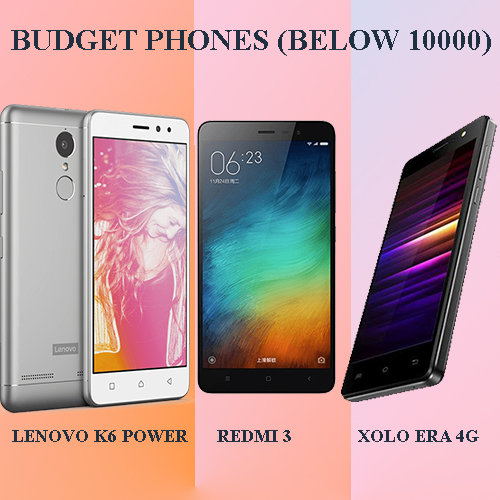 BUDGET PHONES (BELOW 10000)
06:23
Lenovo
LENOVO K6 POWER
REDMI 3
XOLO ERA 4G